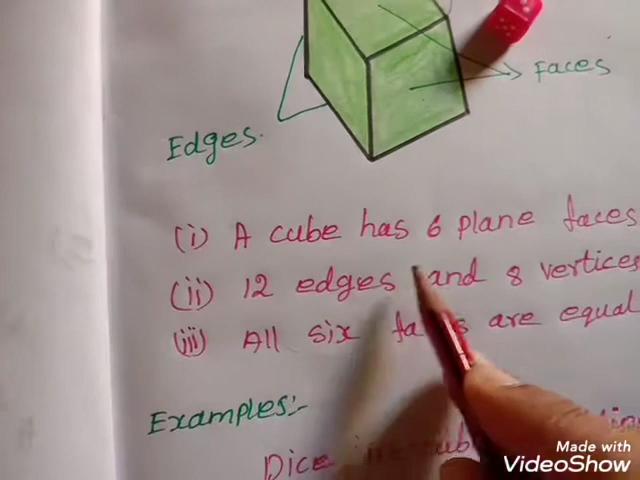 Faces
Edges.
(i) A cube has 6 plane faces
(ii) 12 edges and 8 vertices
(iii) All six are equal
Examples:-
Dice
Made with
VideoShow